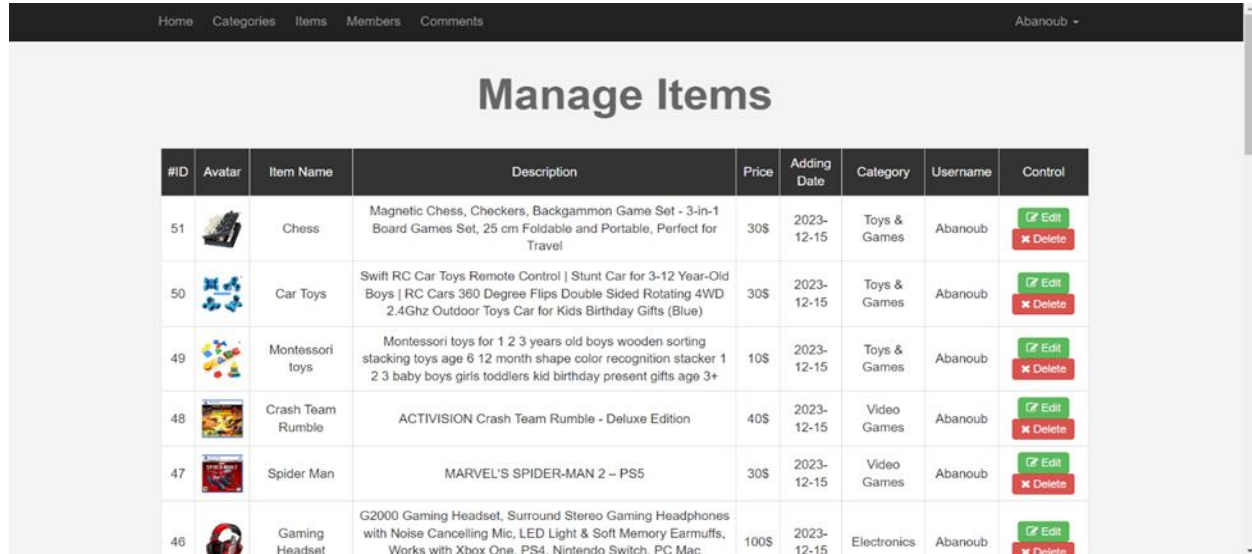 Home Categories Items Members Comments Abanoub
Manage Items
#ID Avatar Item Name Description Price Adding Date Category Username Control
51 Chess Magnetic Chess, Checkers, Backgammon Game Set - 3-in-1 Board Games Set, 25 cm Foldable and Portable, Perfect for Travel 30$ 2023-12-15 Toys & Games Abanoub Edit Delete
50 Car Toys Swift RC Car Toys Remote Control | Stunt Car for 3-12 Year-Old Boys | RC Cars 360 Degree Flips Double Sided Rotating 4WD 2.4Ghz Outdoor Toys Car for Kids Birthday Gifts (Blue) 30$ 2023-12-15 Toys & Games Abanoub Edit Delete
49 Montessori toys Montessori toys for 1 2 3 years old boys wooden sorting stacking toys age 6 12 month shape color recognition stacker 1 2 3 baby boys girls toddlers kid birthday present gifts age 3+ 10$ 2023-12-15 Toys & Games Abanoub Edit Delete
48 Crash Team Rumble ACTIVISION Crash Team Rumble - Deluxe Edition 40$ 2023-12-15 Video Games Abanoub Edit Delete
47 Spider Man MARVEL'S SPIDER-MAN 2 – PS5 30$ 2023-12-15 Video Games Abanoub Edit Delete
46 Gaming Headset G2000 Gaming Headset, Surround Stereo Gaming Headphones with Noise Cancelling Mic, LED Light & Soft Memory Earmuffs, Works with Xbox One, PS4, Nintendo Switch, PC Mac 100$ 2023-12-15 Electronics Abanoub Edit Delete